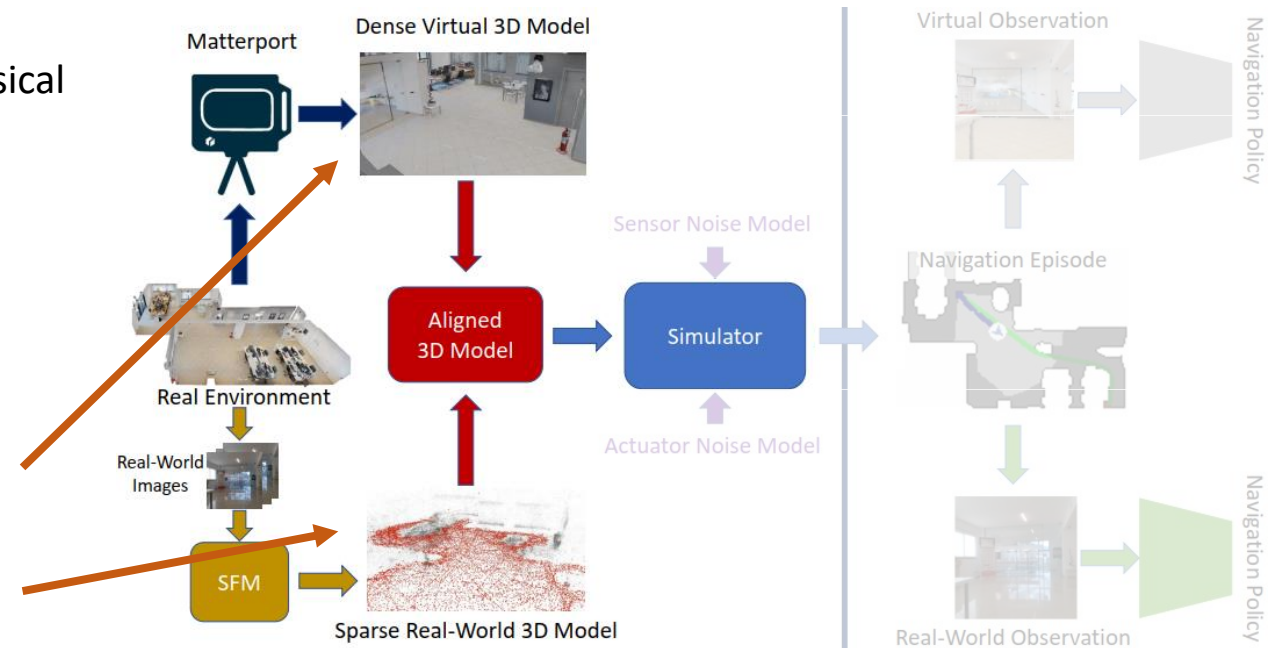 sical
Matterport
Dense Virtual 3D Model
Real Environment
Real-World
Images
SFM
Sparse Real-World 3D Model
Aligned
3D Model
Sensor Noise Model
Simulator
Actuator Noise Model
Virtual Observation
Navigation Policy
Navigation Episode
Real-World Observation
Navigation Policy